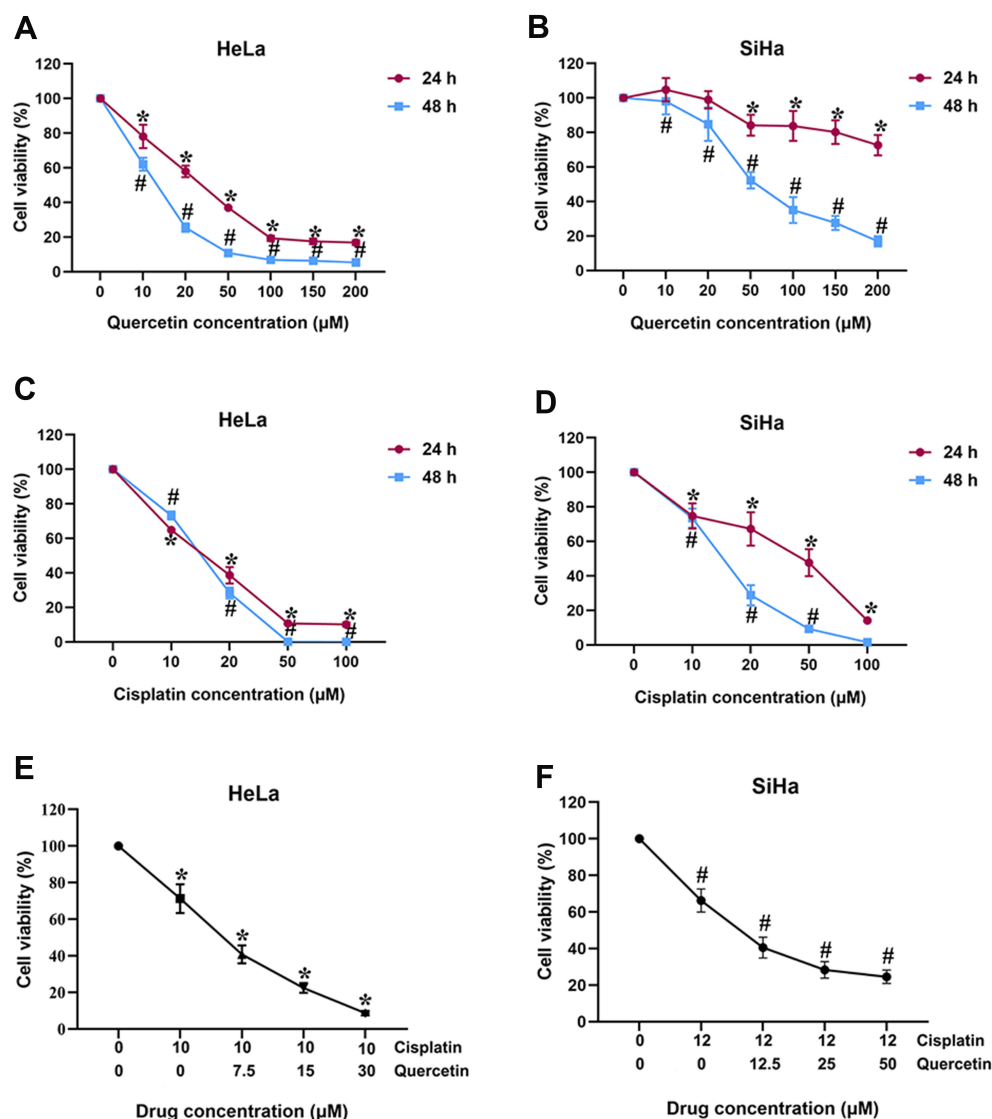 A
HeLa
120
100
80
60
40
20
0
Cell viability (%)
* * * * * *
# # # # # #
0 10 20 50 100 150 200
Quercetin concentration (µM)
24 h
48 h
B
SiHa
120
100
80
60
40
20
0
Cell viability (%)
* * * *
# # # # # #
0 10 20 50 100 150 200
Quercetin concentration (µM)
24 h
48 h
C
HeLa
120
100
80
60
40
20
0
Cell viability (%)
* * * *
# # # #
0 10 20 50 100
Cisplatin concentration (µM)
24 h
48 h
D
SiHa
120
100
80
60
40
20
0
Cell viability (%)
* * * *
# # #
0 10 20 50 100
Cisplatin concentration (µM)
24 h
48 h
E
HeLa
120
100
80
60
40
20
0
Cell viability (%)
* * * *
0 10 10 10 10 Cisplatin
0 0 7.5 15 30 Quercetin
Drug concentration (µM)
F
SiHa
120
100
80
60
40
20
0
Cell viability (%)
# # # #
0 12 12 12 12 Cisplatin
0 0 12.5 25 50 Quercetin
Drug concentration (µM)